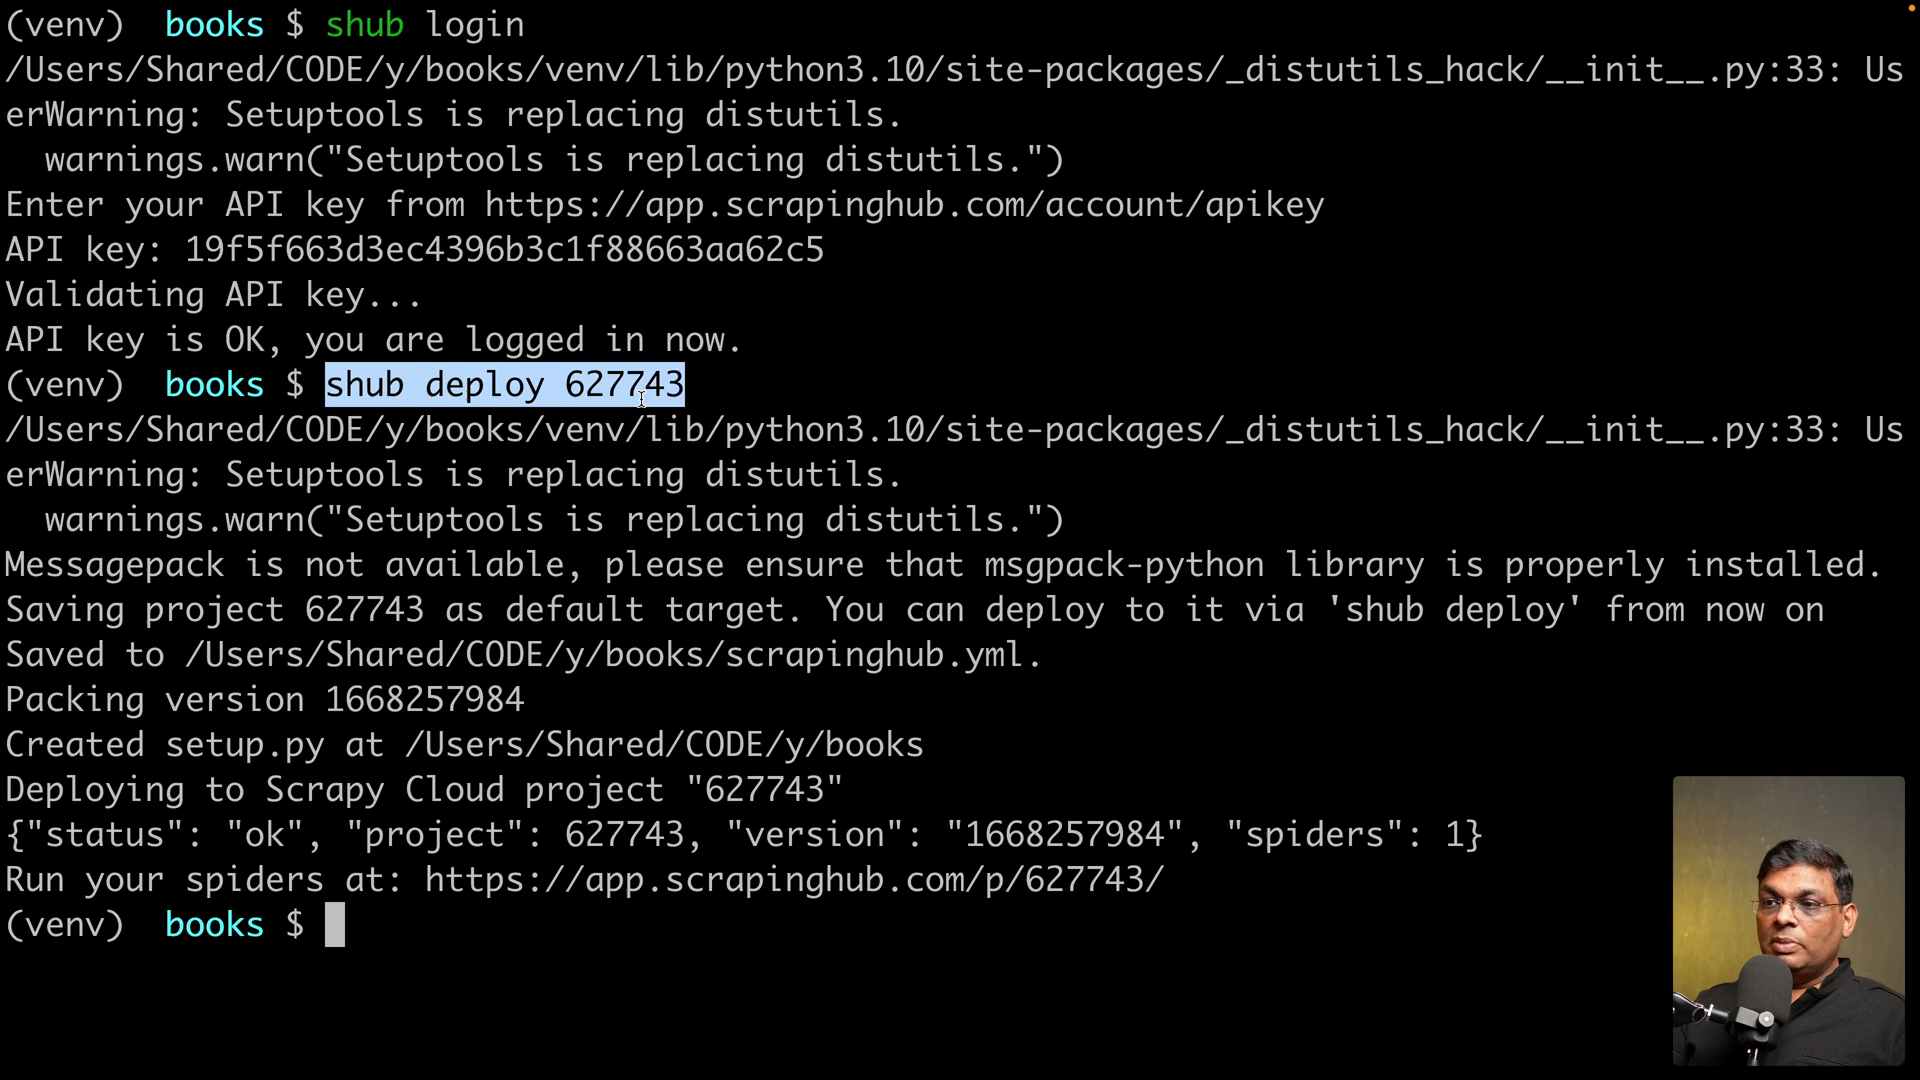 (venv)  books $ shub login
/Users/Shared/CODE/y/books/venv/lib/python3.10/site-packages/_distutils_hack/__init__.py:33: Us
erWarning: Setuptools is replacing distutils.
  warnings.warn("Setuptools is replacing distutils.")
Enter your API key from https://app.scrapinghub.com/account/apikey
API key: 19f5f663d3ec4396b3c1f88663aa62c5
Validating API key...
API key is OK, you are logged in now.
(venv)  books $ shub deploy 627743
/Users/Shared/CODE/y/books/venv/lib/python3.10/site-packages/_distutils_hack/__init__.py:33: Us
erWarning: Setuptools is replacing distutils.
  warnings.warn("Setuptools is replacing distutils.")
Messagepack is not available, please ensure that msgpack-python library is properly installed.
Saving project 627743 as default target. You can deploy to it via 'shub deploy' from now on
Saved to /Users/Shared/CODE/y/books/scrapinghub.yml.
Packing version 1668257984
Created setup.py at /Users/Shared/CODE/y/books
Deploying to Scrapy Cloud project "627743"
{"status": "ok", "project": 627743, "version": "1668257984", "spiders": 1}
Run your spiders at: https://app.scrapinghub.com/p/627743/
(venv)  books $